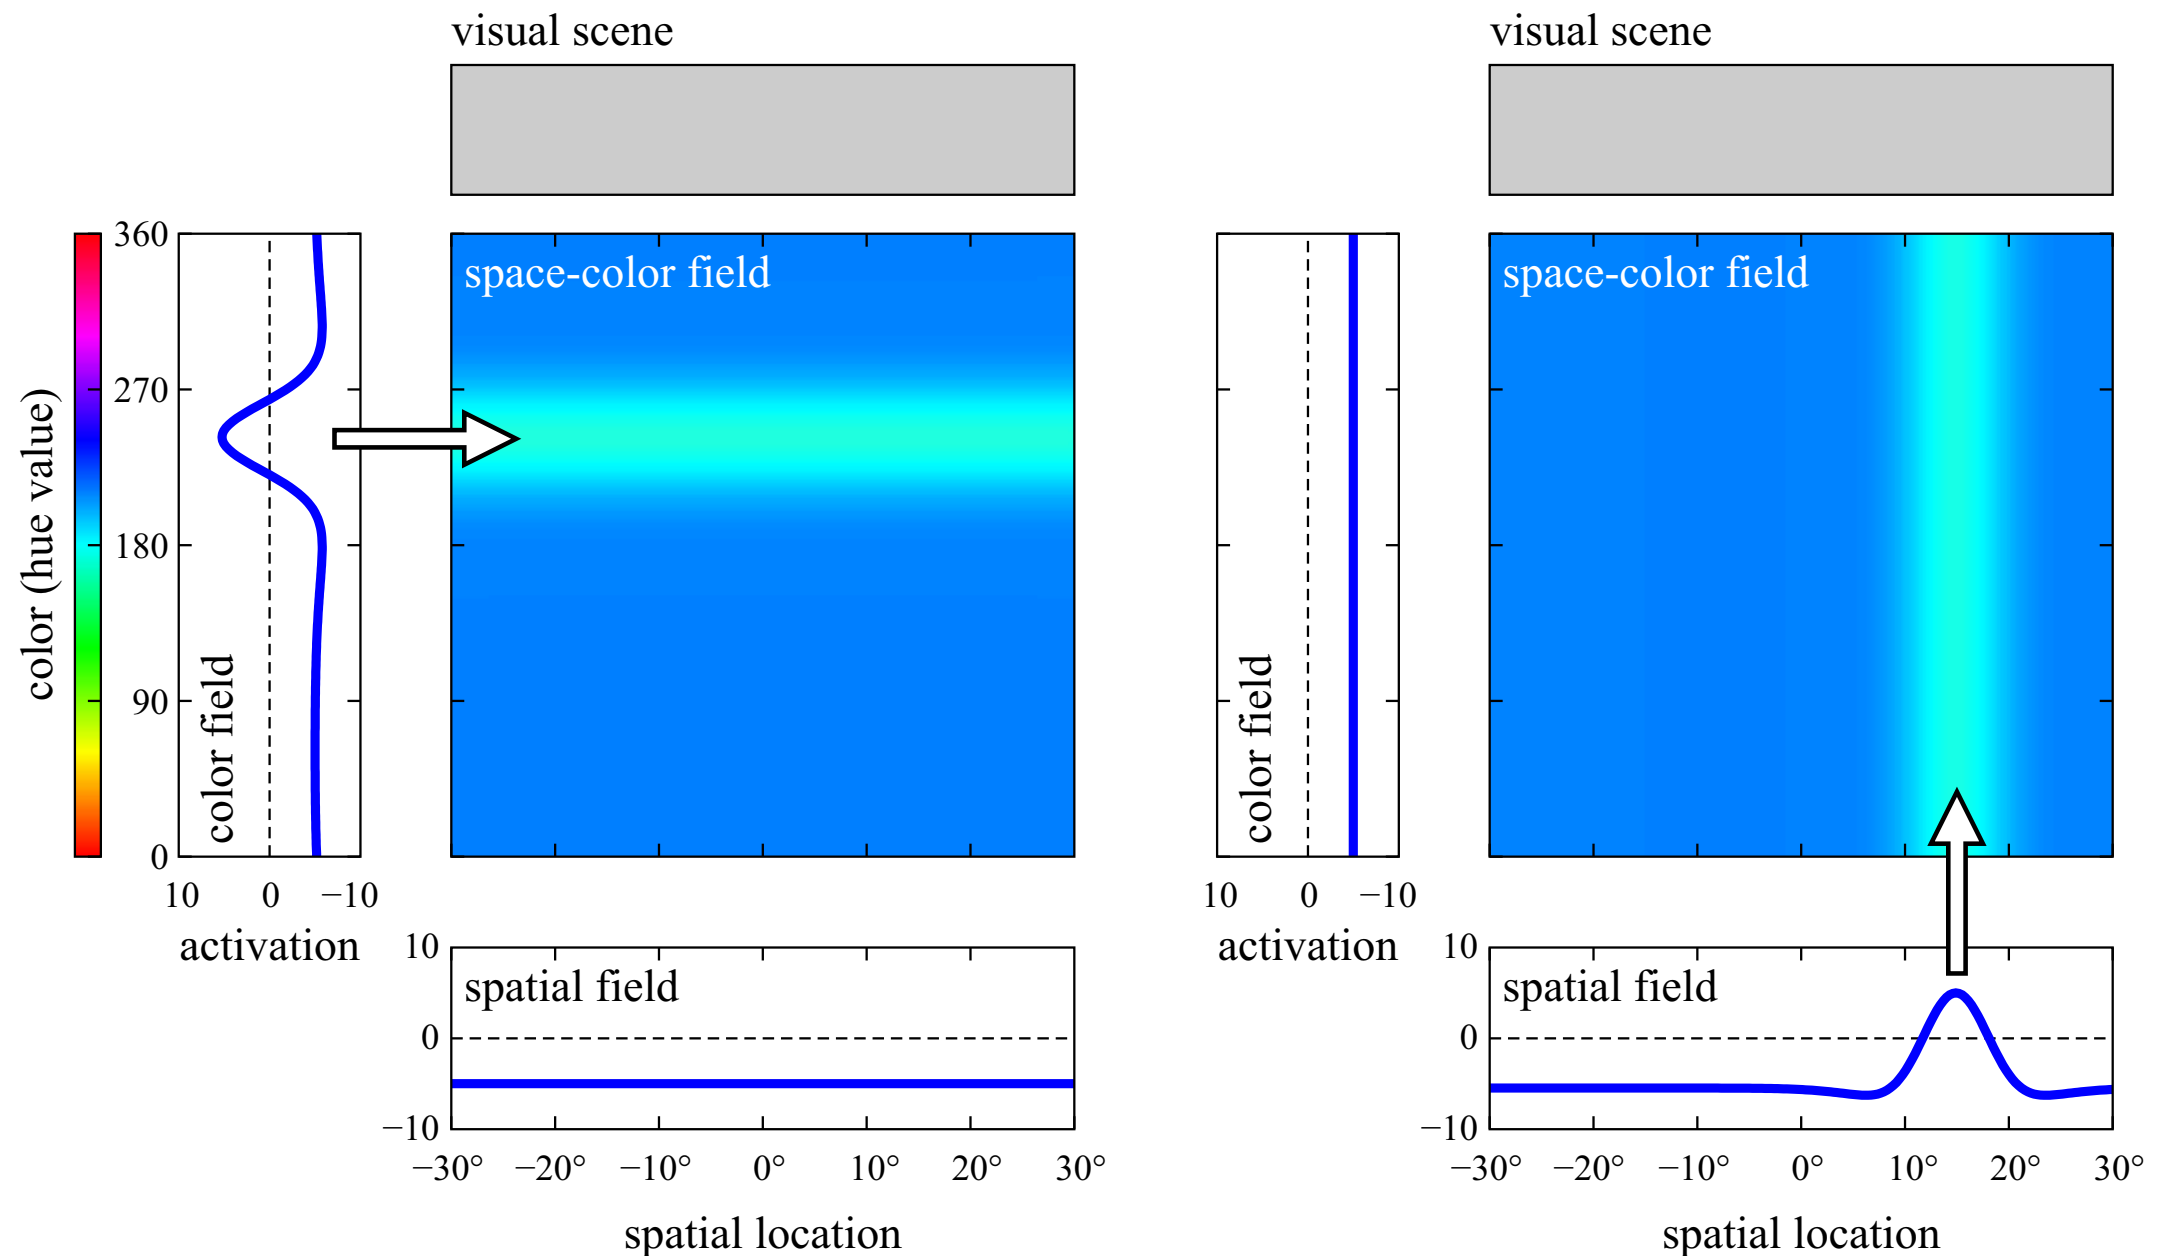 visual scene
visual scene
360
270
180
90
0
color (hue value)
color field
space-color field
10 0 −10
activation
10
0
−10
spatial field
−30° −20° −10° 0° 10° 20° 30°
spatial location
color field
space-color field
10 0 −10
activation
10
0
−10
spatial field
−30° −20° −10° 0° 10° 20° 30°
spatial location